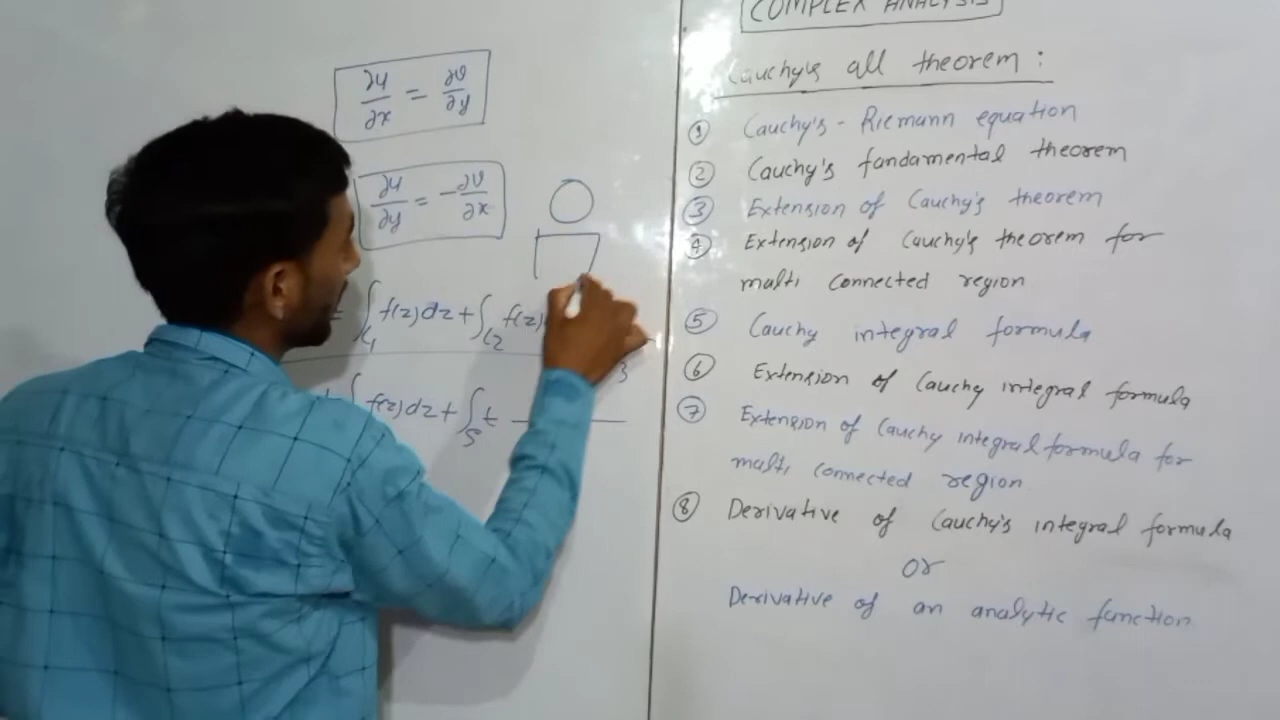 ∂u/∂x = ∂v/∂y
∂u/∂y = -∂v/∂x
= ∫C₁ f(z)dz + ∫C₂ f(z)
3
+ ∫ f(z)dz + ∫5 t
COMPLEX ANALYSIS
Cauchy's all theorem :
① Cauchy's - Riemann equation
② Cauchy's fundamental theorem
③ Extension of Cauchy's theorem
④ Extension of Cauchy's theorem for
multi connected region
⑤ Cauchy integral formula
⑥ Extension of Cauchy integral formula
⑦ Extension of Cauchy integral formula for
multi connected region
⑧ Derivative of Cauchy's integral formula
Or
Derivative of an analytic function